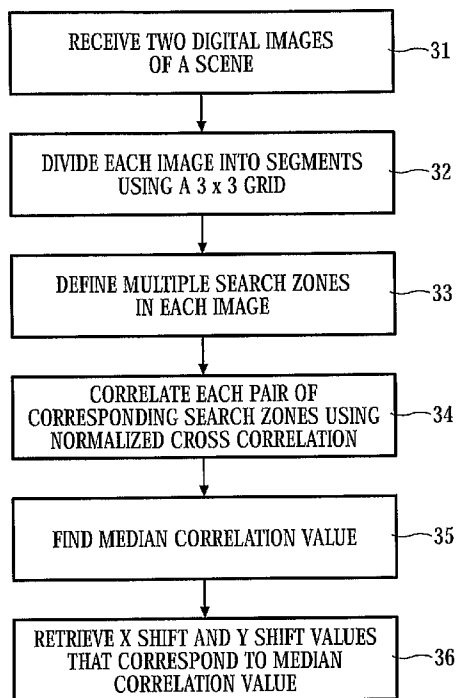 RECEIVE TWO DIGITAL IMAGES
OF A SCENE
31
DIVIDE EACH IMAGE INTO SEGMENTS
USING A 3 x 3 GRID
32
DEFINE MULTIPLE SEARCH ZONES
IN EACH IMAGE
33
CORRELATE EACH PAIR OF
CORRESPONDING SEARCH ZONES USING
NORMALIZED CROSS CORRELATION
34
FIND MEDIAN CORRELATION VALUE
35
RETRIEVE X SHIFT AND Y SHIFT VALUES
THAT CORRESPOND TO MEDIAN
CORRELATION VALUE
36